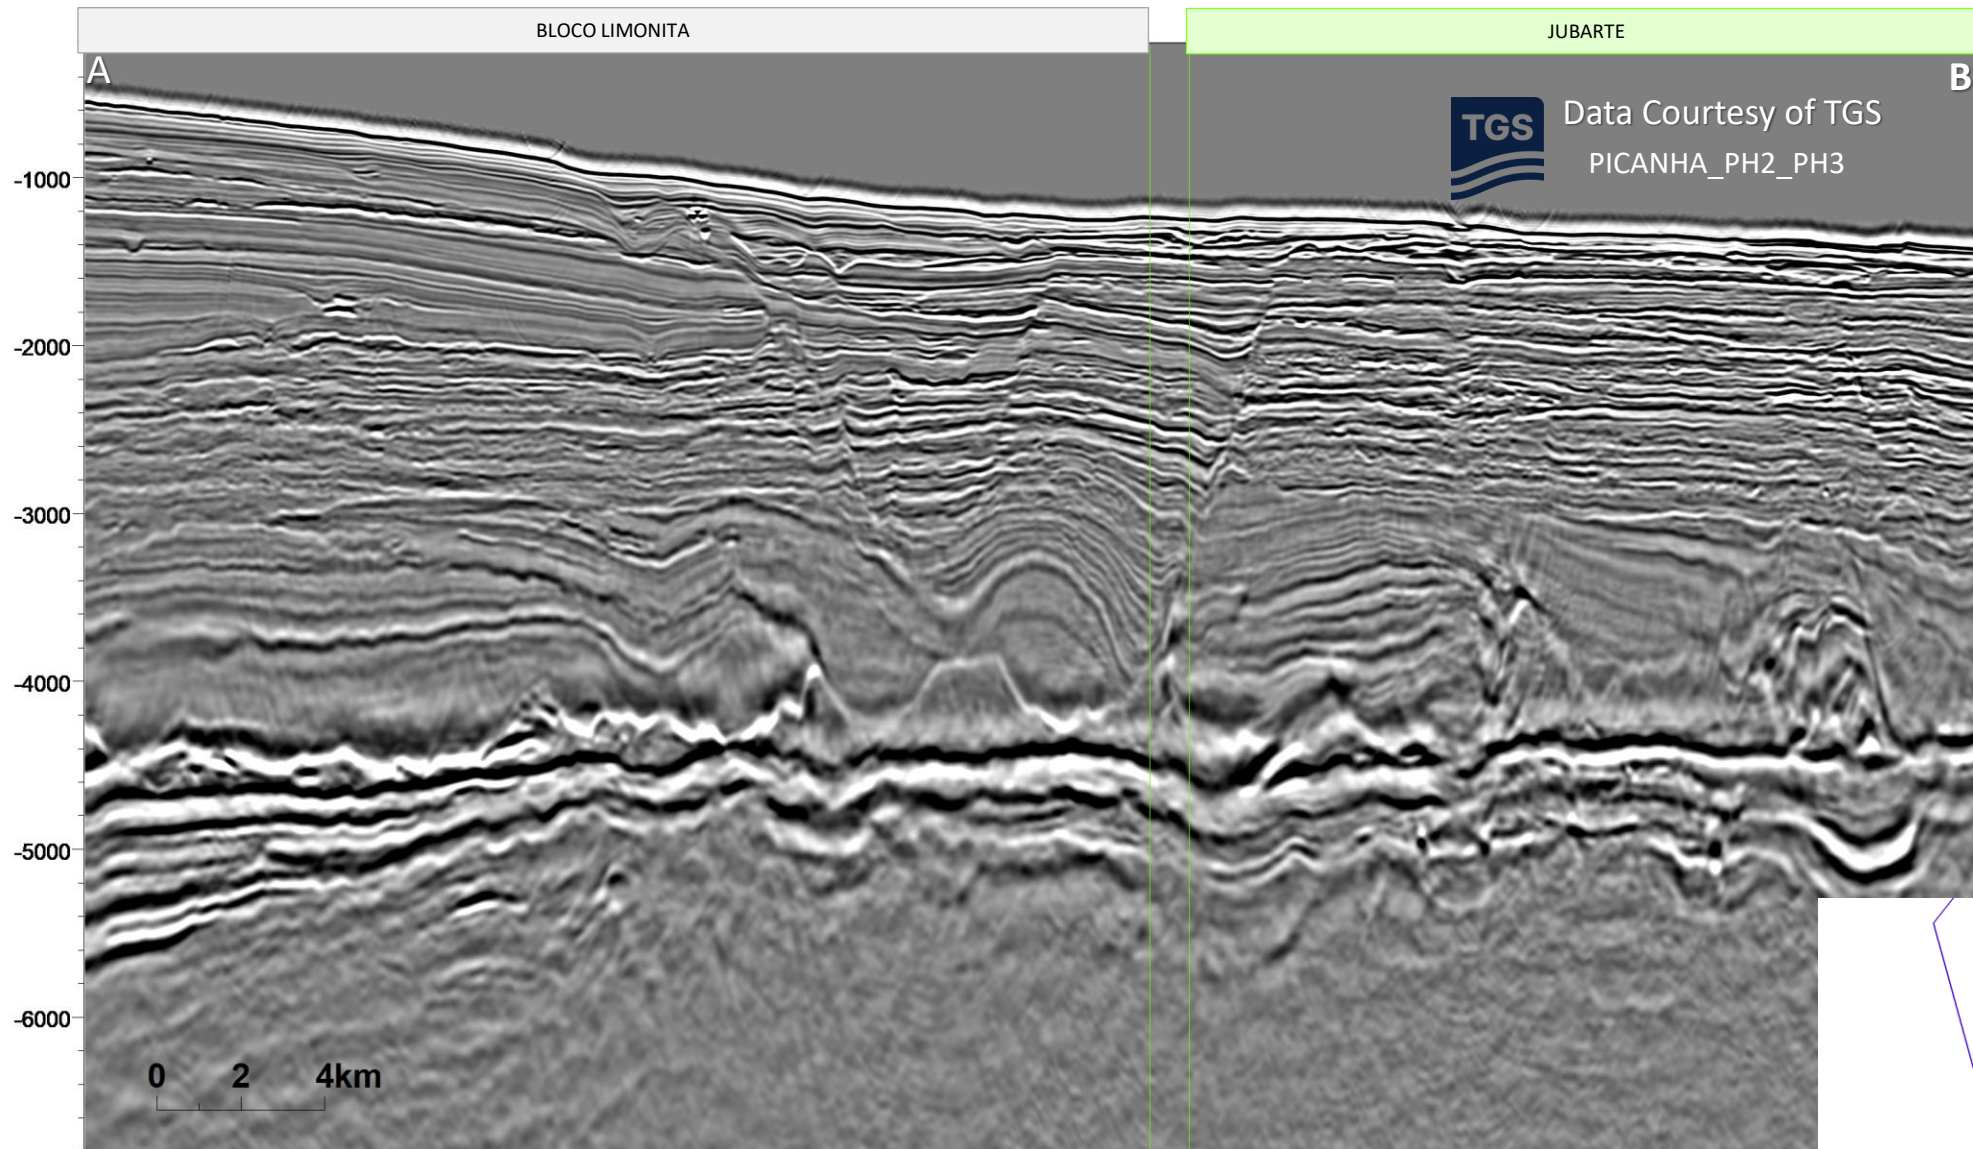 BLOCO LIMONITA
JUBARTE
A
B
TGS
Data Courtesy of TGS
PICANHA_PH2_PH3
-1000
-2000
-3000
-4000
-5000
-6000
0 2 4km